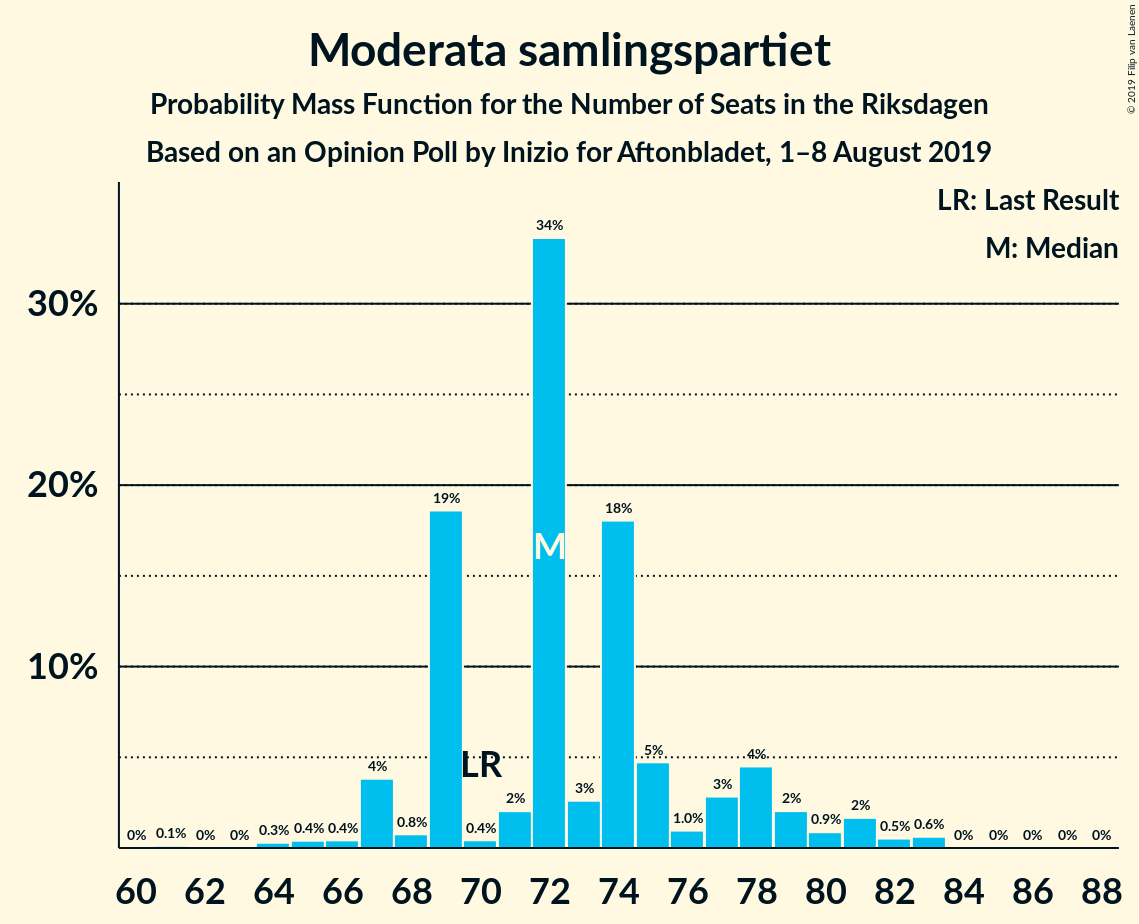 Moderata samlingspartiet
Probability Mass Function for the Number of Seats in the Riksdagen
Based on an Opinion Poll by Inizio for Aftonbladet, 1–8 August 2019
© 2019 Filip van Laenen
LR: Last Result
M: Median
30%
20%
10%
0% 0.1% 0% 0% 0.3% 0.4% 0.4% 4% 0.8% 19% 0.4% 2% 34% 3% 18% 5% 1.0% 3% 4% 2% 0.9% 2% 0.5% 0.6% 0% 0% 0% 0% 0%
LR
M
60 62 64 66 68 70 72 74 76 78 80 82 84 86 88